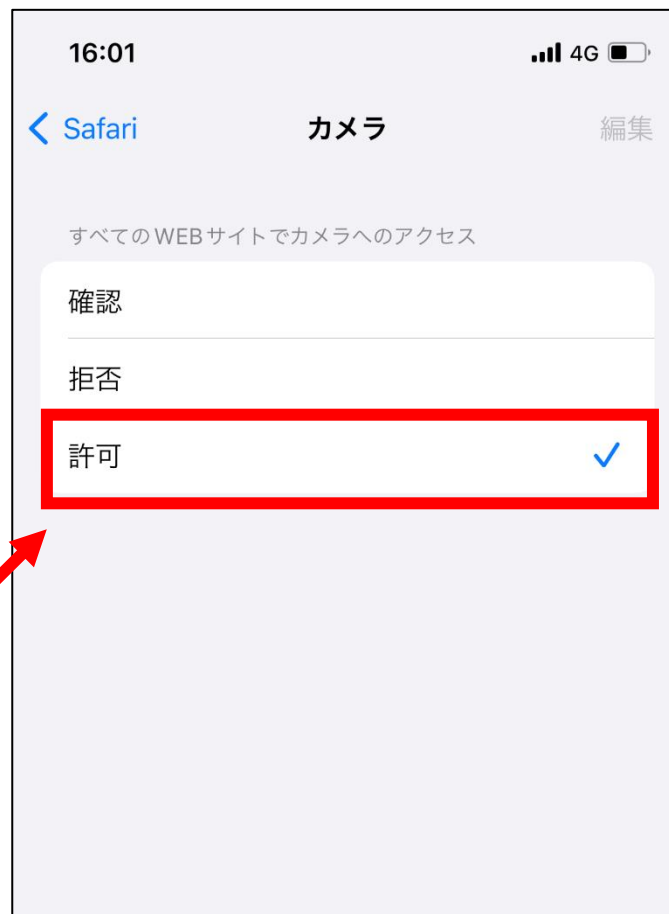 16:01 4G
Safari カメラ 編集
すべてのWEBサイトでカメラへのアクセス
確認
拒否
許可